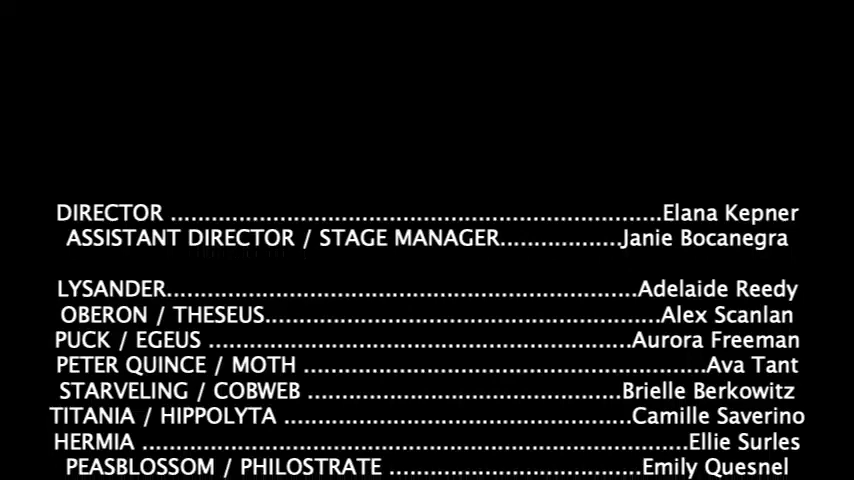 DIRECTOR ..........................................................................Elana Kepner
ASSISTANT DIRECTOR / STAGE MANAGER..................Janie Bocanegra
LYSANDER......................................................................Adelaide Reedy
OBERON / THESEUS...........................................................Alex Scanlan
PUCK / EGEUS ...............................................................Aurora Freeman
PETER QUINCE / MOTH ............................................................Ava Tant
STARVELING / COBWEB ...............................................Brielle Berkowitz
TITANIA / HIPPOLYTA ....................................................Camille Saverino
HERMIA ..................................................................................Ellie Surles
PEASBLOSSOM / PHILOSTRATE ......................................Emily Quesnel